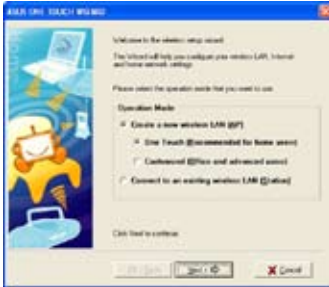 ASUS ONE TOUCH WIZARD
Welcome to the wireless setup wizard.
The Wizard will help you configure your wireless LAN, Internet
and home network settings.
Please select the operation mode that you want to use.
Operation Mode
Create a new wireless LAN (AP)
One Touch (Recommended for home users)
Customized (Office and advanced users)
Connect to an existing wireless LAN (Station)
Click Next to continue.
< Back
Next >
Cancel